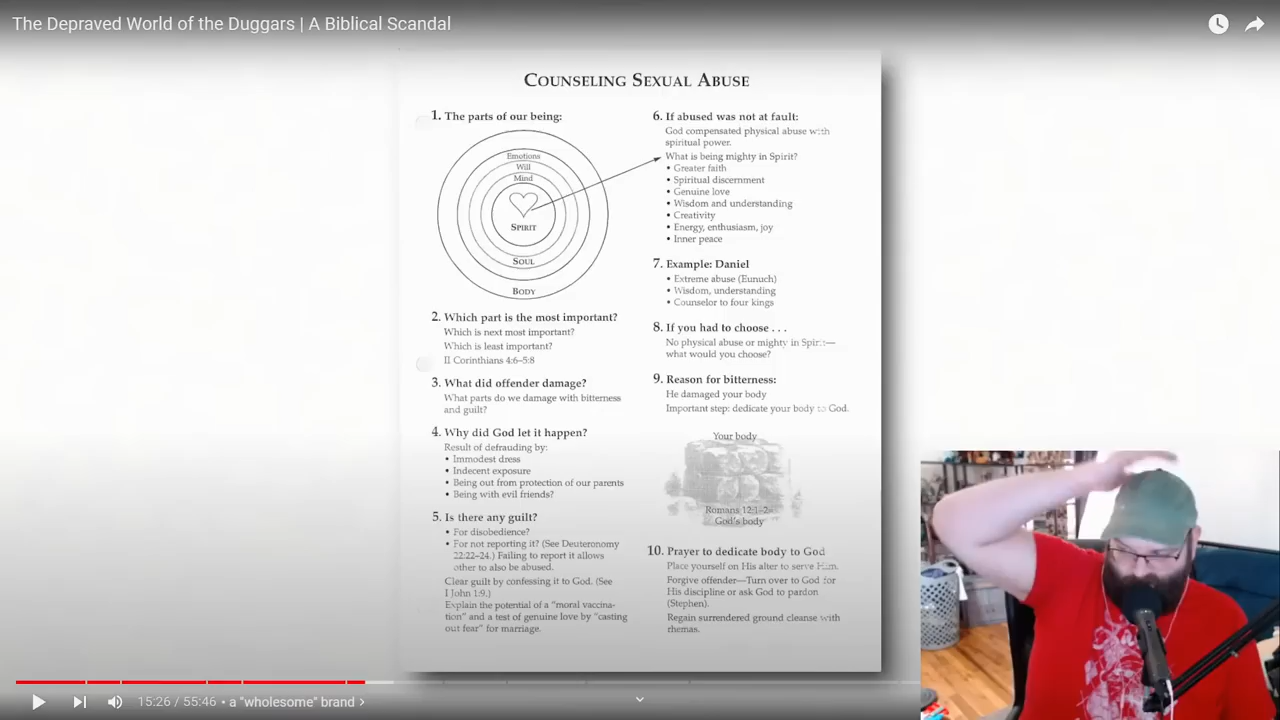 The Depraved World of the Duggars | A Biblical Scandal
COUNSELING SEXUAL ABUSE
1. The parts of our being:
Emotions
Will
Mind
SPIRIT
SOUL
BODY
2. Which part is the most important?
Which is next most important?
Which is least important?
II Corinthians 4:6–5:8
3. What did offender damage?
What parts do we damage with bitterness
and guilt?
4. Why did God let it happen?
Result of defrauding by:
• Immodest dress
• Indecent exposure
• Being out from protection of our parents
• Being with evil friends?
5. Is there any guilt?
• For disobedience?
• For not reporting it? (See Deuteronomy
22:22–24.) Failing to report it allows
other to also be abused.
Clear guilt by confessing it to God. (See
I John 1:9.)
Explain the potential of a "moral vaccina-
tion" and a test of genuine love by "casting
out fear" for marriage.
6. If abused was not at fault:
God compensated physical abuse with
spiritual power.
What is being mighty in Spirit?
• Greater faith
• Spiritual discernment
• Genuine love
• Wisdom and understanding
• Creativity
• Energy, enthusiasm, joy
• Inner peace
7. Example: Daniel
• Extreme abuse (Eunuch)
• Wisdom, understanding
• Counselor to four kings
8. If you had to choose . . .
No physical abuse or mighty in Spirit—
what would you choose?
9. Reason for bitterness:
He damaged your body
Important step: dedicate your body to God.
Your body
Romans 12:1–2–
God's body
10. Prayer to dedicate body to God
Place yourself on His alter to serve Him.
Forgive offender—Turn over to God for
His discipline or ask God to pardon
(Stephen).
Regain surrendered ground cleanse with
rhemas.
15:26 / 55:46 • a "wholesome" brand >